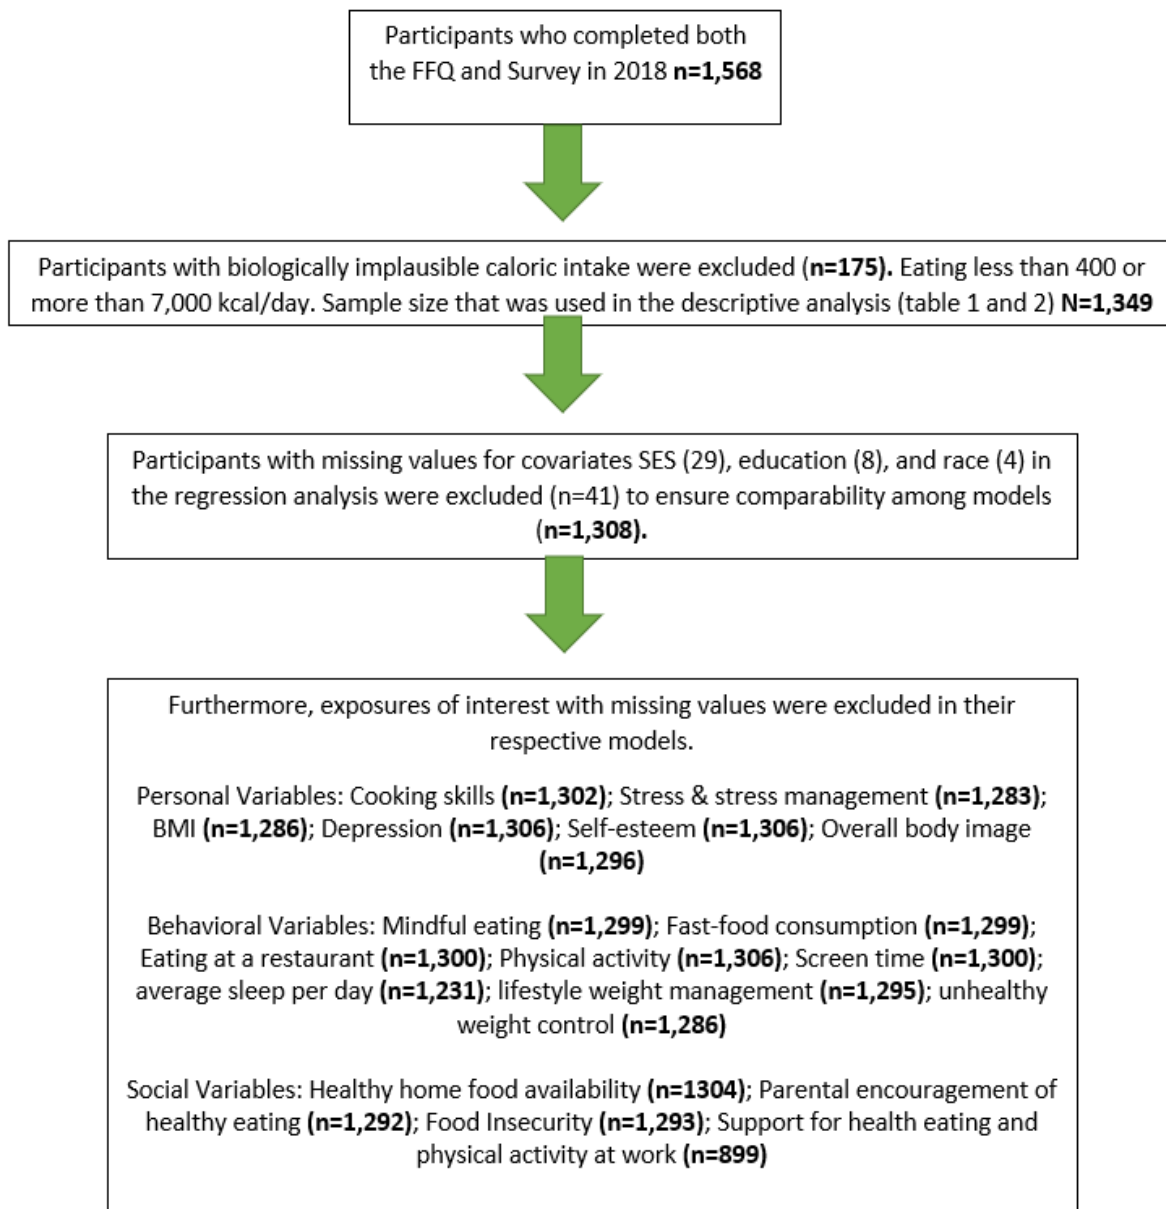 Participants who completed both
the FFQ and Survey in 2018 n=1,568
Participants with biologically implausible caloric intake were excluded (n=175). Eating less than 400 or
more than 7,000 kcal/day. Sample size that was used in the descriptive analysis (table 1 and 2) N=1,349
Participants with missing values for covariates SES (29), education (8), and race (4) in
the regression analysis were excluded (n=41) to ensure comparability among models
(n=1,308).
Furthermore, exposures of interest with missing values were excluded in their
respective models.
Personal Variables: Cooking skills (n=1,302); Stress & stress management (n=1,283);
BMI (n=1,286); Depression (n=1,306); Self-esteem (n=1,306); Overall body image
(n=1,296)
Behavioral Variables: Mindful eating (n=1,299); Fast-food consumption (n=1,299);
Eating at a restaurant (n=1,300); Physical activity (n=1,306); Screen time (n=1,300);
average sleep per day (n=1,231); lifestyle weight management (n=1,295); unhealthy
weight control (n=1,286)
Social Variables: Healthy home food availability (n=1304); Parental encouragement of
healthy eating (n=1,292); Food Insecurity (n=1,293); Support for health eating and
physical activity at work (n=899)